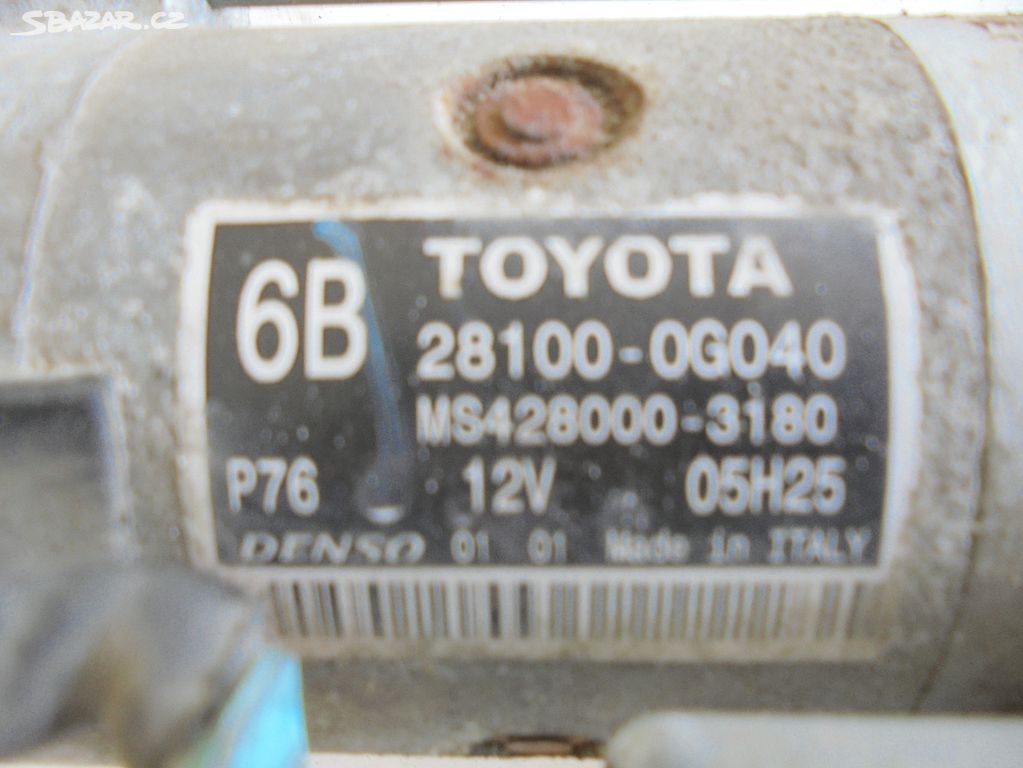 SBAZAR.CZ
6B TOYOTA
28100-0G040
MS428000-3180
P76 12V 05H25
DENSO 01 01 Made in ITALY